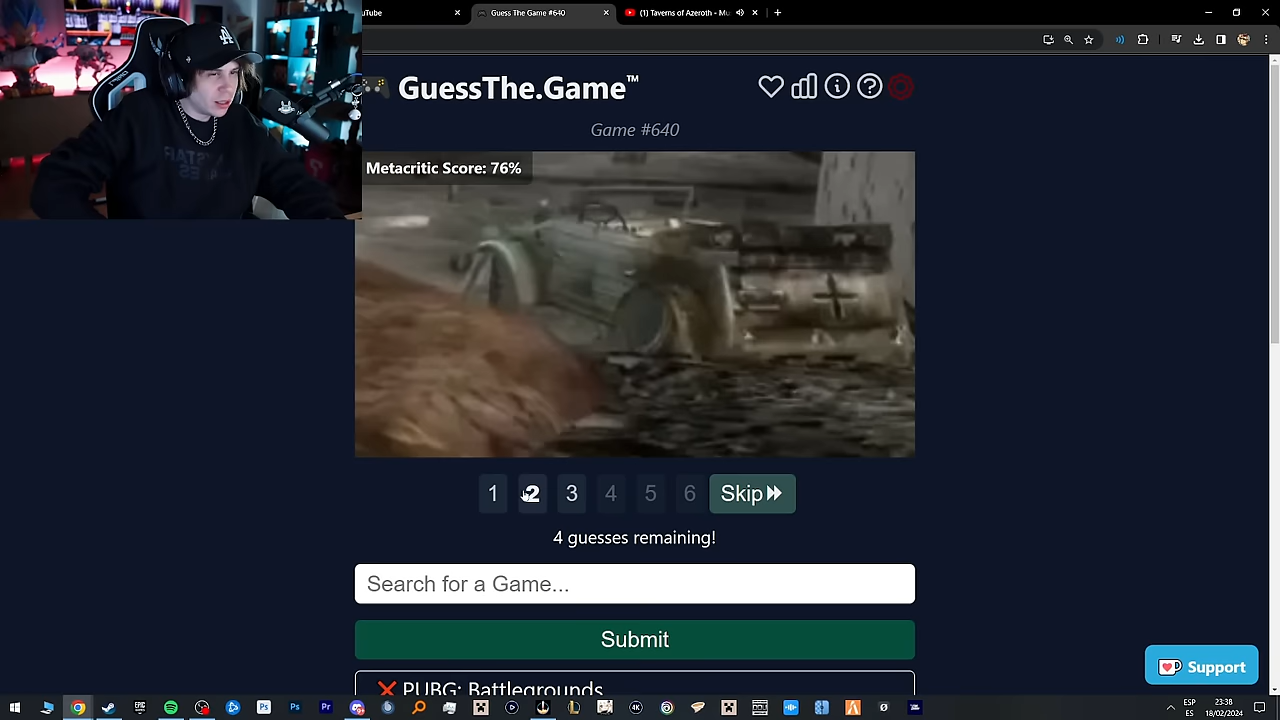 uTube
Guess The Game #640
(1) Taverns of Azeroth - Mu
GuessThe.Game™
Game #640
Metacritic Score: 76%
1 2 3 4 5 6 Skip
4 guesses remaining!
Search for a Game...
Submit
Support
PUBG: Battlegrounds
ESP
ES
23:38
18/02/2024